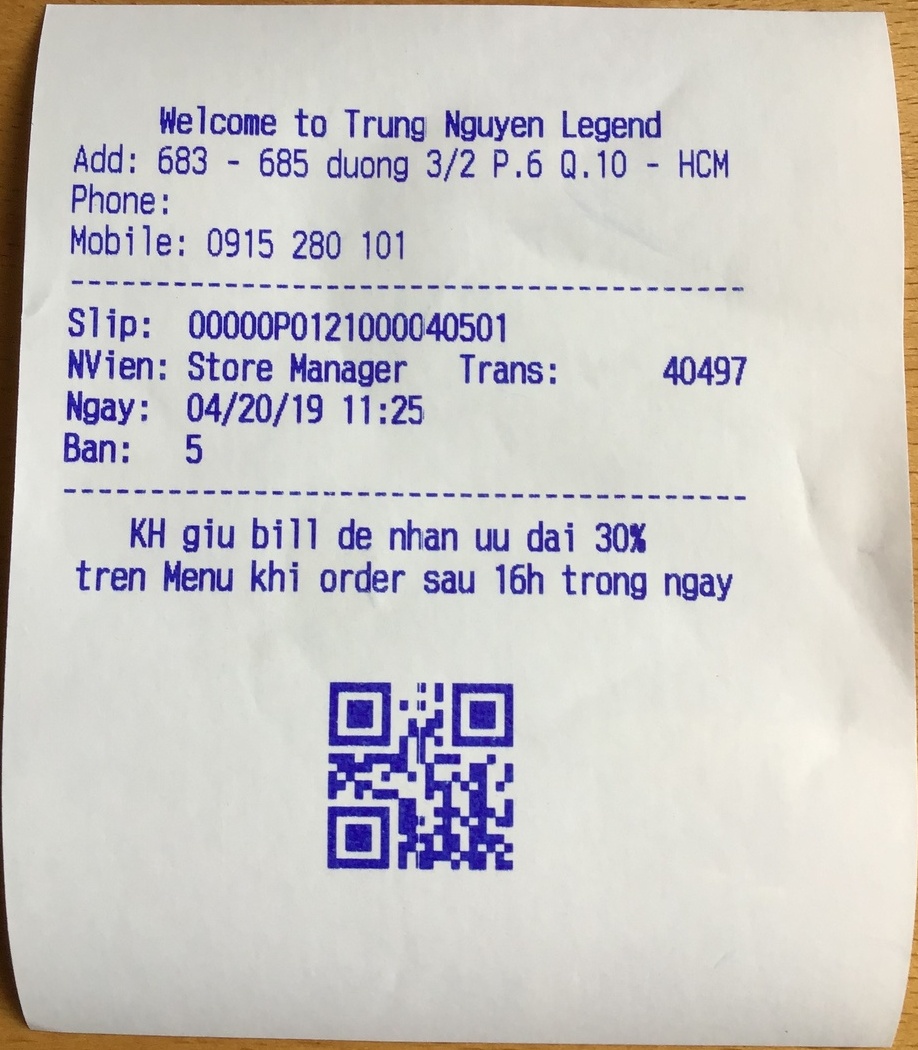 Welcome to Trung Nguyen Legend
Add: 683 - 685 duong 3/2 P.6 Q.10 - HCM
Phone:
Mobile: 0915 280 101
Slip: 00000P0121000040501
NVien: Store Manager Trans: 40497
Ngay: 04/20/19 11:25
Ban: 5
KH giu bill de nhan uu dai 30%
tren Menu khi order sau 16h trong ngay